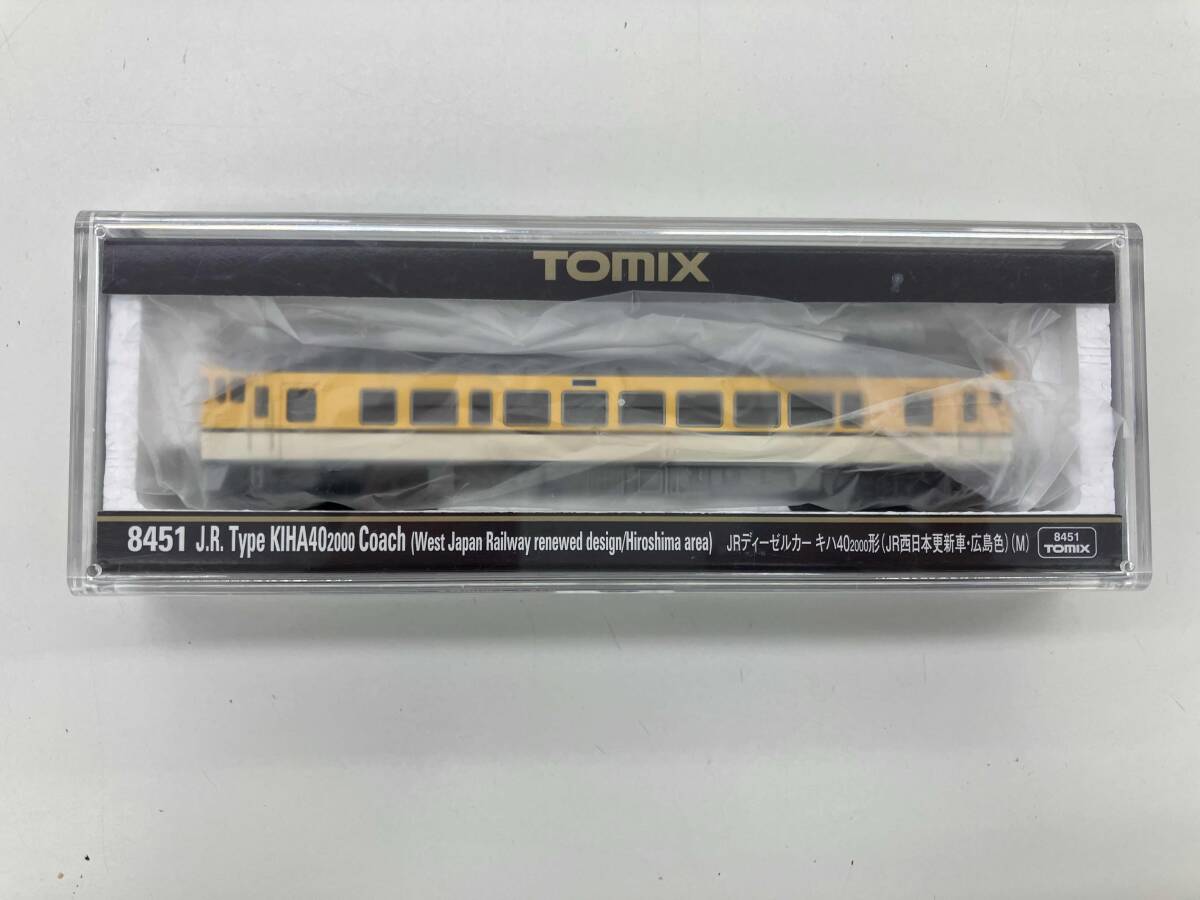 TOMIX
8451 J.R. Type KIHA402000 Coach (West Japan Railway renewed design/Hiroshima area) JRディーゼルカー キハ402000形(JR西日本更新車・広島色)(M)
8451
TOMIX